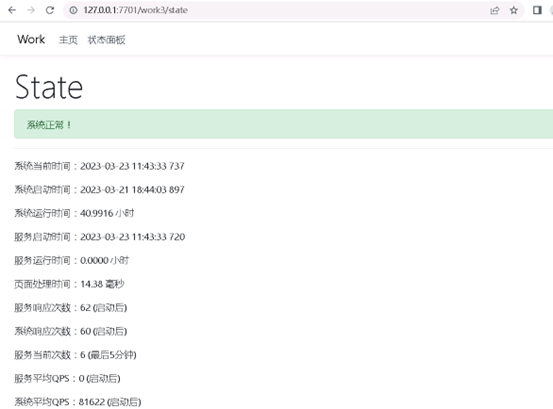 127.0.0.1:7701/work3/state
Work 主页 状态面板
State
系统正常！
系统当前时间：2023-03-23 11:43:33 737
系统启动时间：2023-03-21 18:44:03 897
系统运行时间：40.9916 小时
服务启动时间：2023-03-23 11:43:33 720
服务运行时间：0.0000 小时
页面处理时间：14.38 毫秒
服务响应次数：62 (启动后)
系统响应次数：60 (启动后)
服务当前次数：6 (最后5分钟)
服务平均QPS：0 (启动后)
系统平均QPS：81622 (启动后)